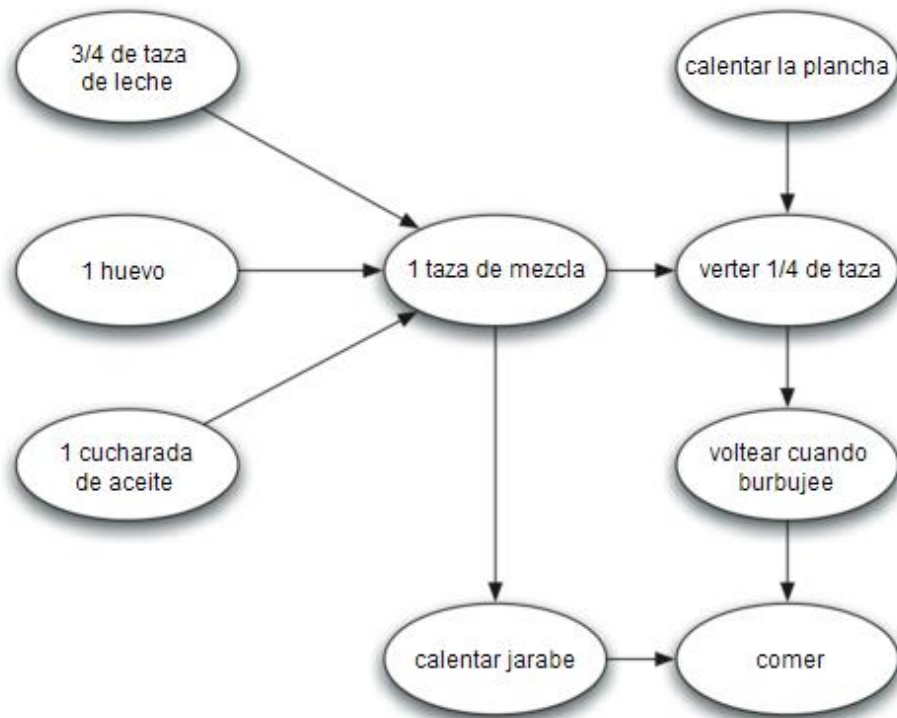 3/4 de taza
de leche
calentar la plancha
1 huevo
1 taza de mezcla
verter 1/4 de taza
1 cucharada
de aceite
voltear cuando
burbujee
calentar jarabe
comer